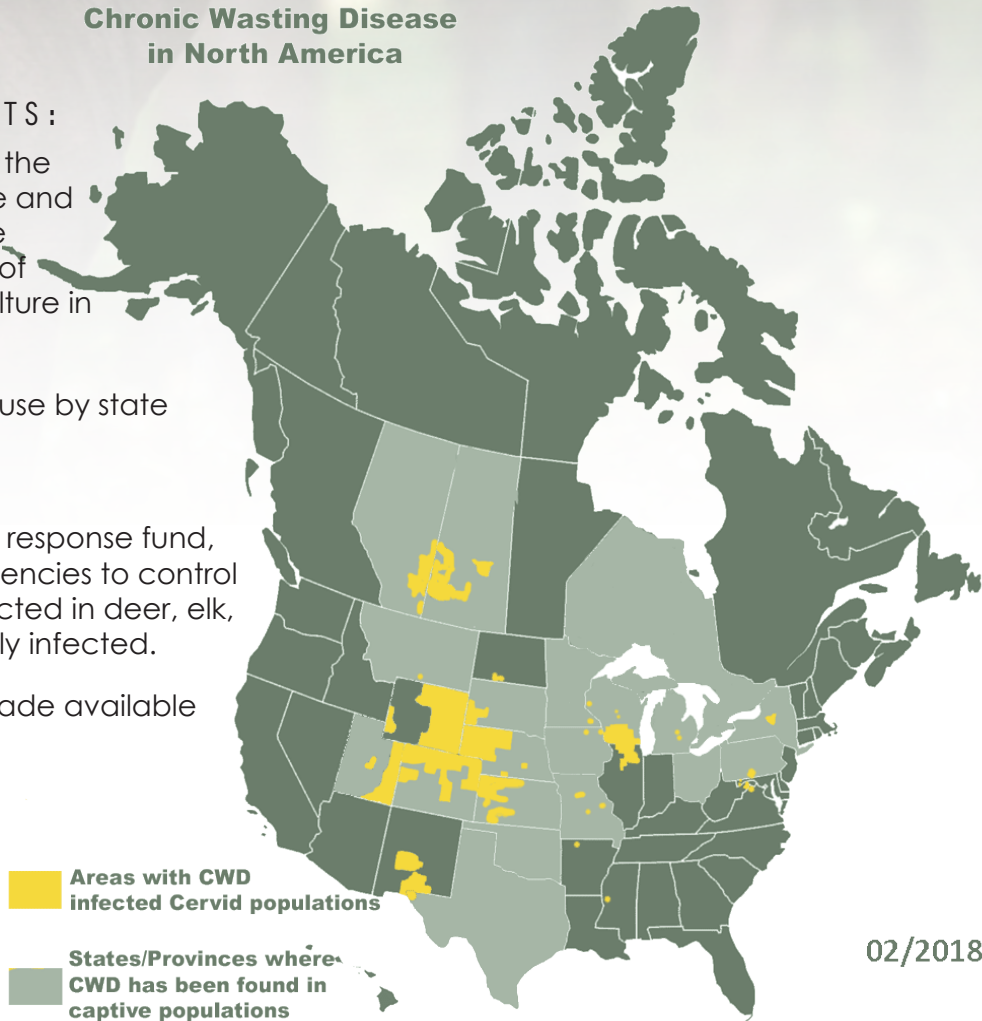 Chronic Wasting Disease
in North America
TS:
the
e and
e
of
lture in
use by state
response fund,
encies to control
cted in deer, elk,
ly infected.
ade available
Areas with CWD
infected Cervid populations
States/Provinces where
CWD has been found in
captive populations
02/2018